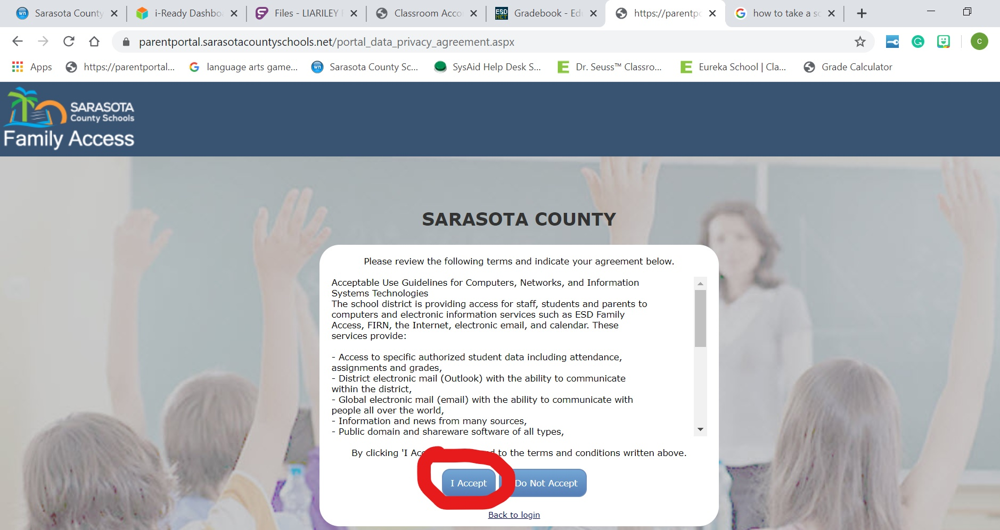 Sarasota County
i-Ready Dashbo
Files - LIARILEY
Classroom Acco
Gradebook - Ed
https://parentpo
how to take a sc
parentportal.sarasotacountyschools.net/portal_data_privacy_agreement.aspx
C
Apps
https://parentportal...
language arts game...
wn
Sarasota County Sc...
SysAid Help Desk S...
Dr. Seuss™ Classro...
Eureka School | Cla...
Grade Calculator
SARASOTA
County Schools
Family Access
SARASOTA COUNTY
Please review the following terms and indicate your agreement below.
Acceptable Use Guidelines for Computers, Networks, and Information
Systems Technologies
The school district is providing access for staff, students and parents to
computers and electronic information services such as ESD Family
Access, FIRN, the Internet, electronic email, and calendar. These
services provide:
- Access to specific authorized student data including attendance,
assignments and grades,
- District electronic mail (Outlook) with the ability to communicate
within the district,
- Global electronic mail (email) with the ability to communicate with
people all over the world,
- Information and news from many sources,
- Public domain and shareware software of all types,
By clicking 'I Acc d to the terms and conditions written above.
I Accept
Do Not Accept
Back to login